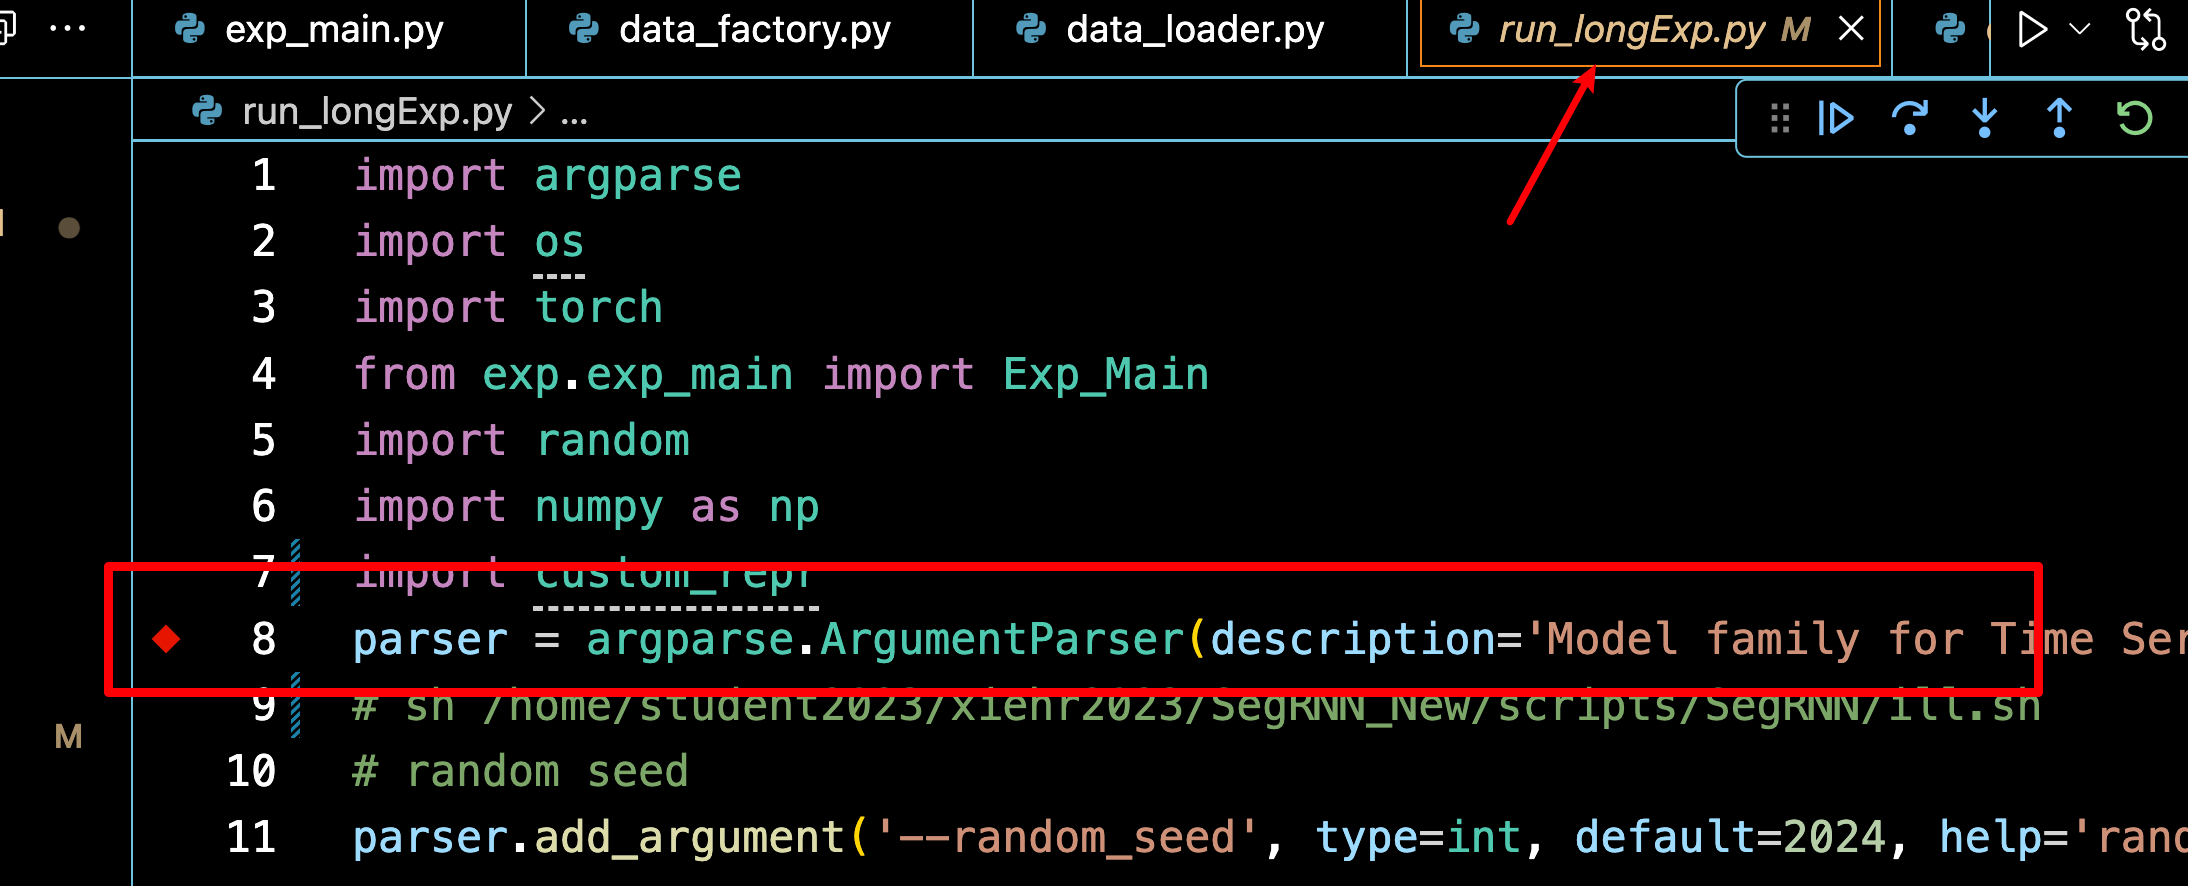 exp_main.py data_factory.py data_loader.py run_longExp.py M
run_longExp.py > ...
1 import argparse
2 import os
3 import torch
4 from exp.exp_main import Exp_Main
5 import random
6 import numpy as np
7 import custom_repr
8 parser = argparse.ArgumentParser(description='Model family for Time Ser
9 # sh /home/student2023/xiehr2023/SegRNN_New/scripts/SegRNN/ill.sh
M
10 # random seed
11 parser.add_argument('--random_seed', type=int, default=2024, help='rand